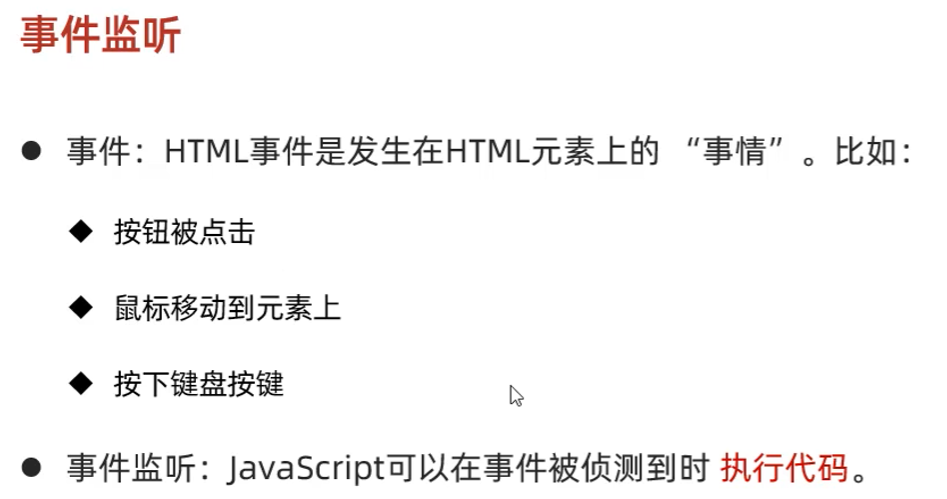 事件监听
● 事件：HTML事件是发生在HTML元素上的 “事情” 。比如：
◆ 按钮被点击
◆ 鼠标移动到元素上
◆ 按下键盘按键
● 事件监听：JavaScript可以在事件被侦测到时 执行代码。